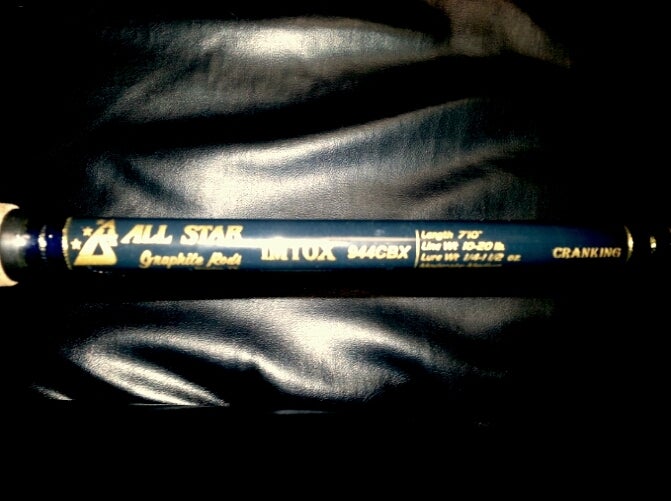 ALL STAR
Graphite Rods
IM10X 944CBX
Length 7'10"
Line Wt 10-20 lb.
Lure Wt 1/4-1 1/2 oz
CRANKING